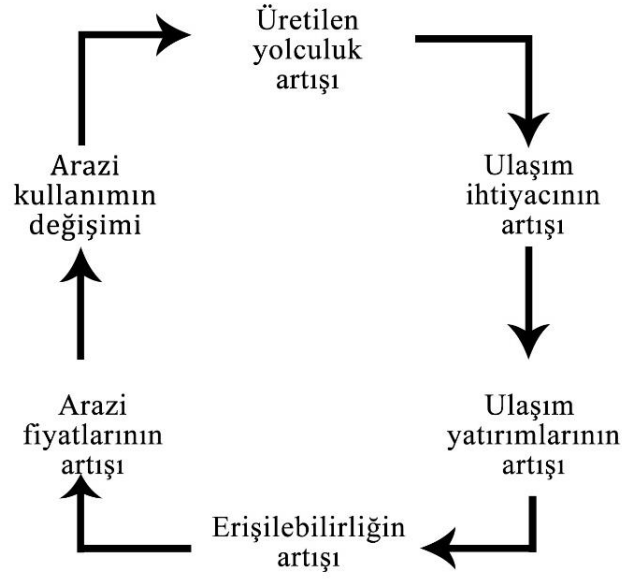 Üretilen
yolculuk
artışı
Ulaşım
ihtiyacının
artışı
Ulaşım
yatırımlarının
artışı
Erişilebilirliğin
artışı
Arazi
fiyatlarının
artışı
Arazi
kullanımın
değişimi